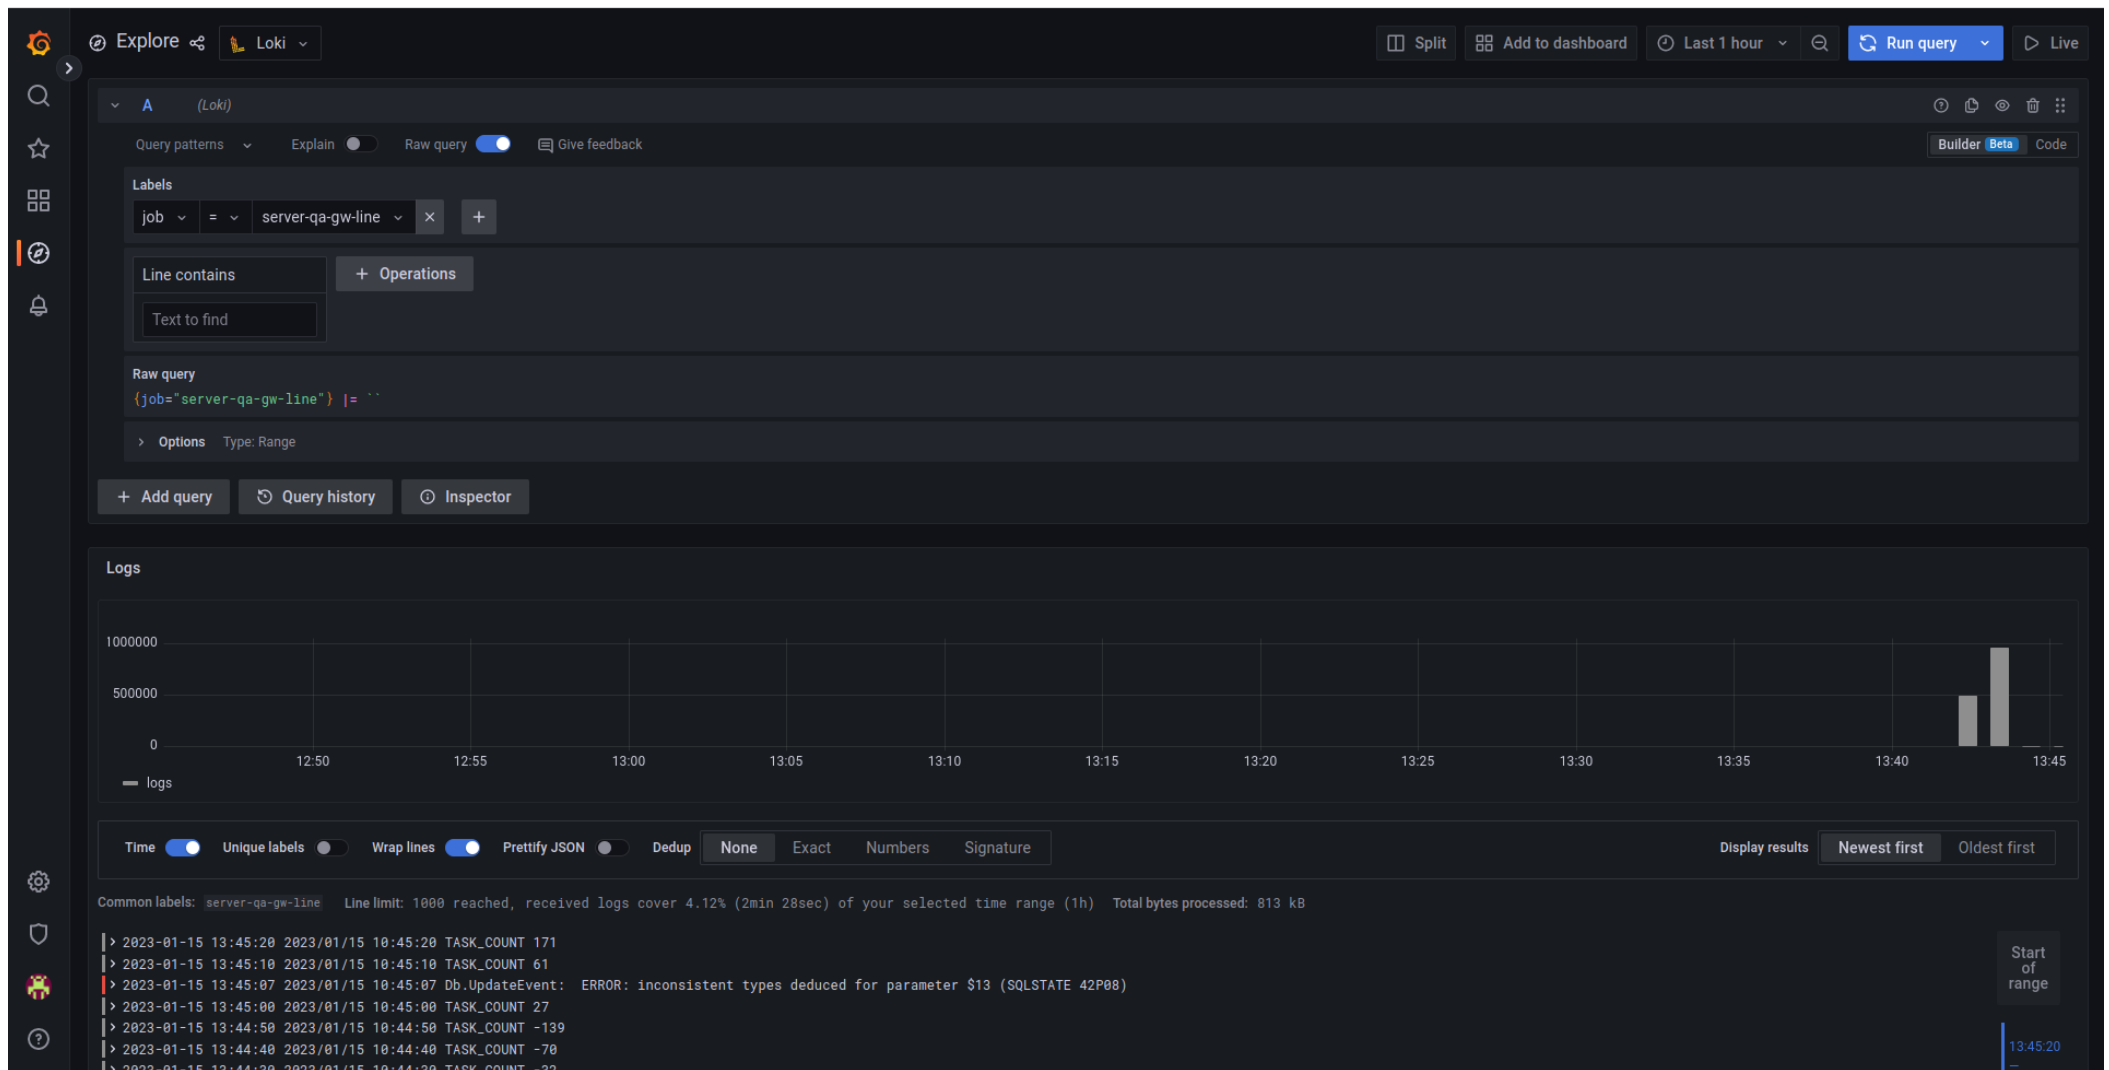 Explore Loki Split Add to dashboard Last 1 hour Run query Live
A (Loki)
Query patterns Explain Raw query Give feedback Builder Beta Code
Labels
job = server-qa-gw-line × +
Line contains + Operations
Text to find
Raw query
{job="server-qa-gw-line"} |= ``
Options Type: Range
+ Add query Query history Inspector
Logs
1000000
500000
0
12:50 12:55 13:00 13:05 13:10 13:15 13:20 13:25 13:30 13:35 13:40 13:45
logs
Time Unique labels Wrap lines Prettify JSON Dedup None Exact Numbers Signature Display results Newest first Oldest first
Common labels: server-qa-gw-line Line limit: 1000 reached, received logs cover 4.12% (2min 28sec) of your selected time range (1h) Total bytes processed: 813 kB
> 2023-01-15 13:45:20 2023/01/15 10:45:20 TASK_COUNT 171
> 2023-01-15 13:45:10 2023/01/15 10:45:10 TASK_COUNT 61
> 2023-01-15 13:45:07 2023/01/15 10:45:07 Db.UpdateEvent: ERROR: inconsistent types deduced for parameter $13 (SQLSTATE 42P08)
> 2023-01-15 13:45:00 2023/01/15 10:45:00 TASK_COUNT 27
> 2023-01-15 13:44:50 2023/01/15 10:44:50 TASK_COUNT -139
> 2023-01-15 13:44:40 2023/01/15 10:44:40 TASK_COUNT -70
Start
of
range
13:45:20